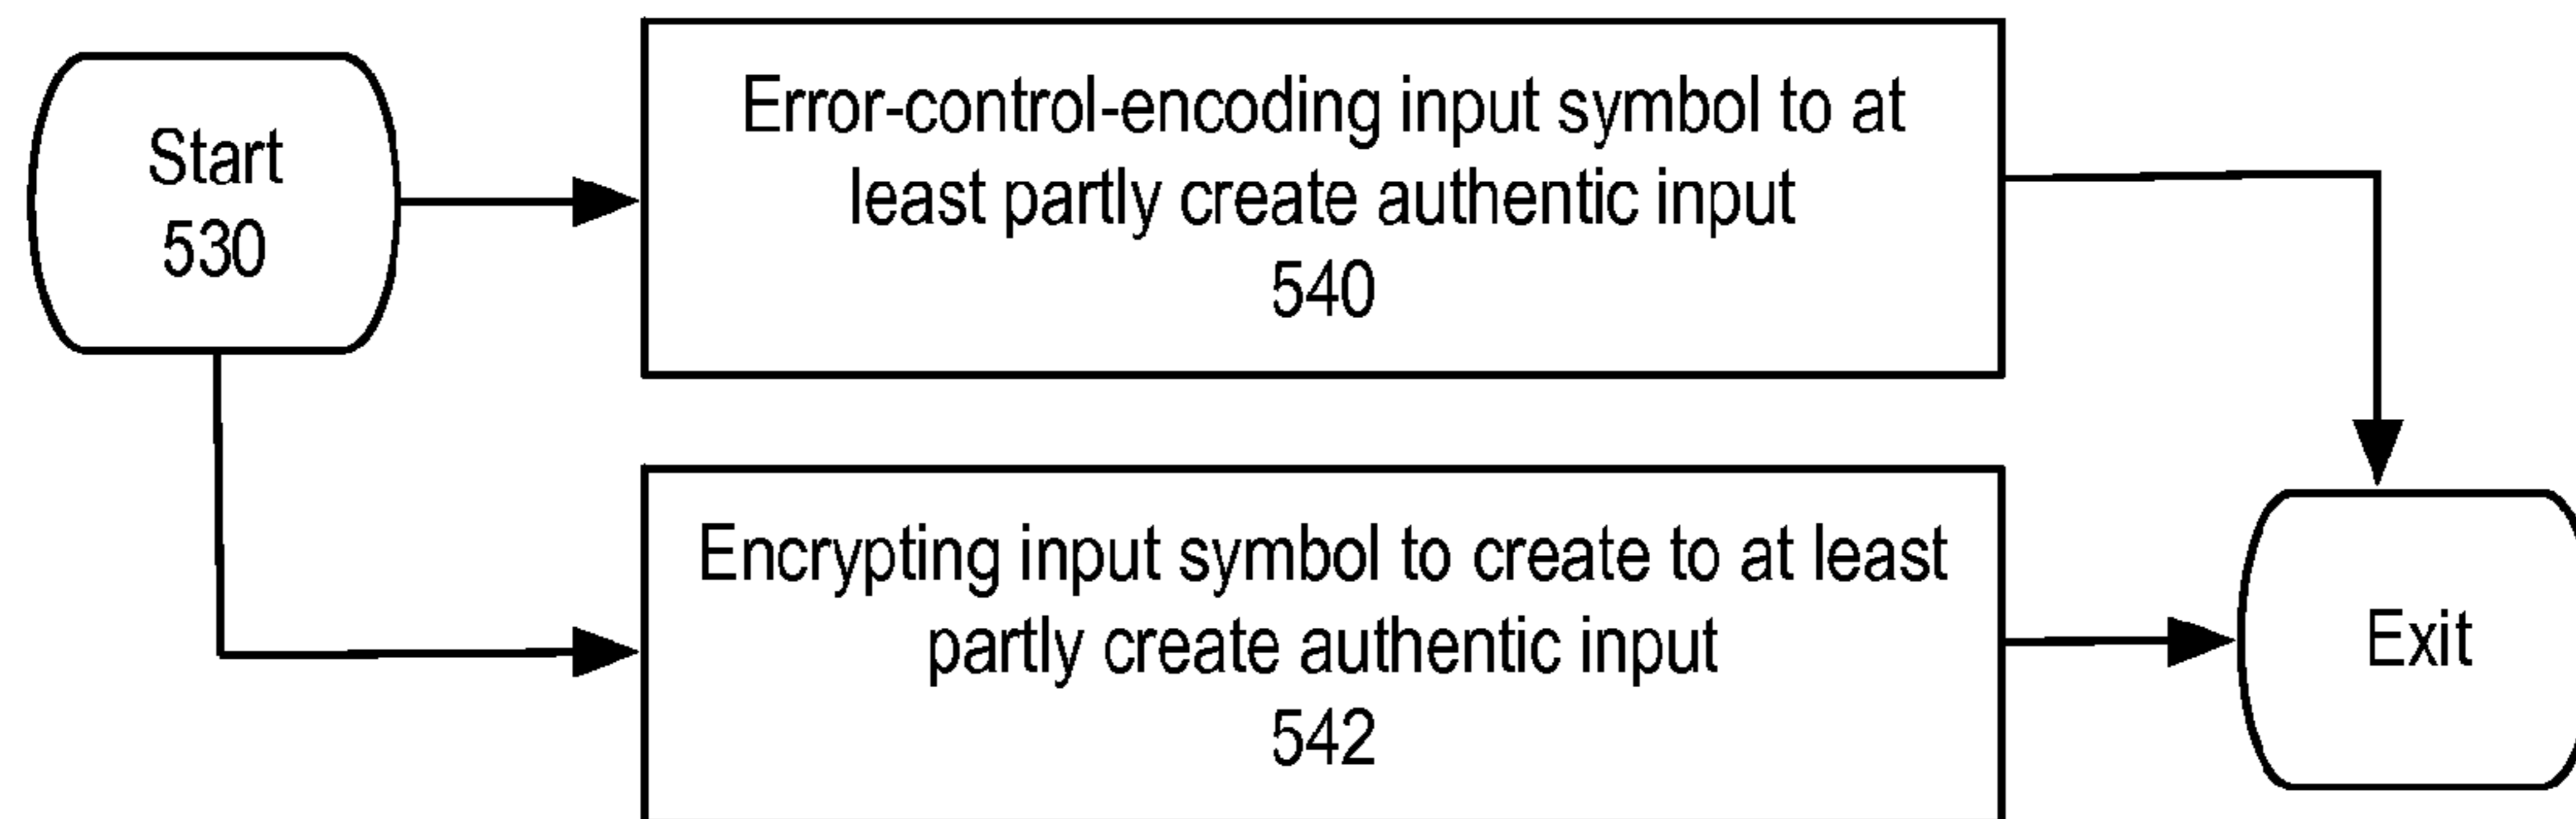 Start
530
Error-control-encoding input symbol to at
least partly create authentic input
540
Encrypting input symbol to create to at least
partly create authentic input
542
Exit